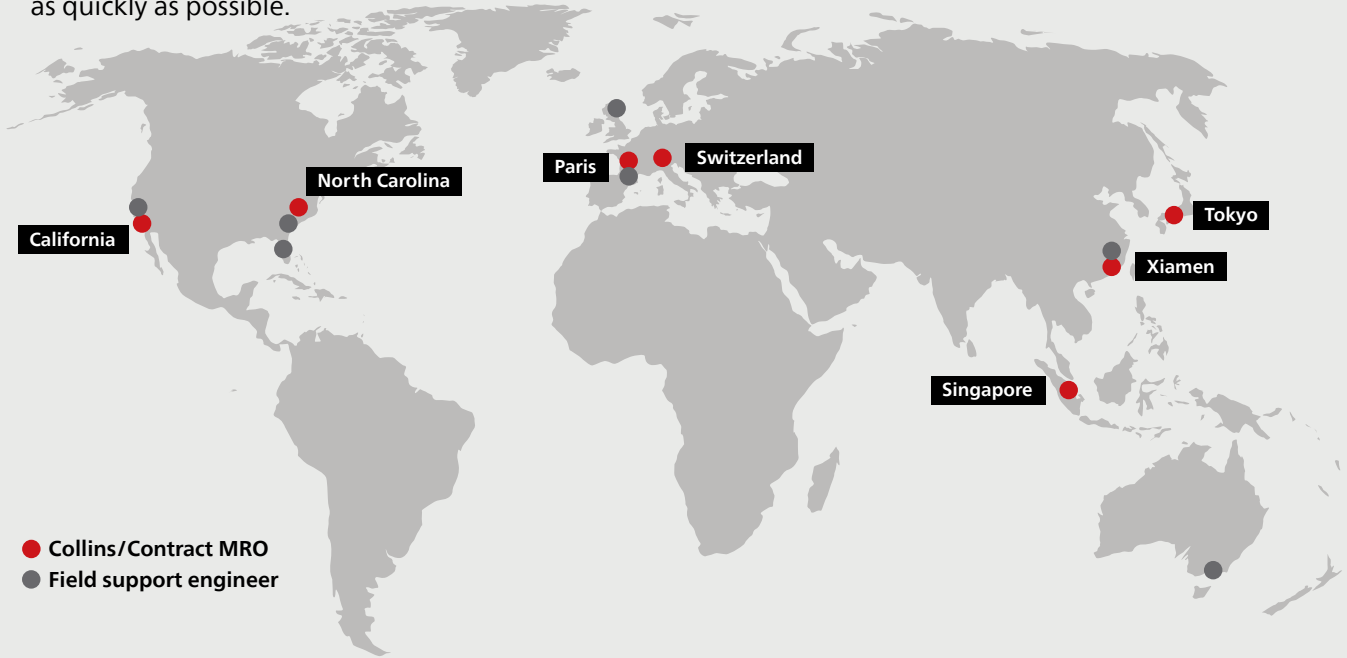 as quickly as possible.
North Carolina
California
Paris
Switzerland
Tokyo
Xiamen
Singapore
Collins/Contract MRO
Field support engineer